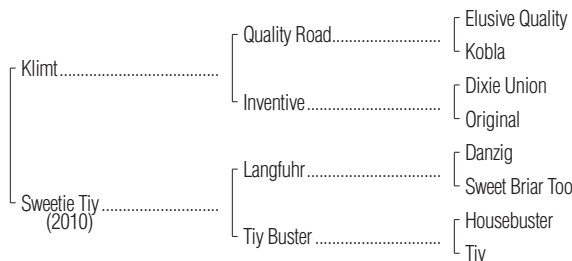 Elusive Quality
Quality Road
Kobla
Klimt
Dixie Union
Inventive
Original
Danzig
Langfuhr
Sweet Briar Too
Sweetie Tiy
(2010)
Housebuster
Tiy Buster
Tiy